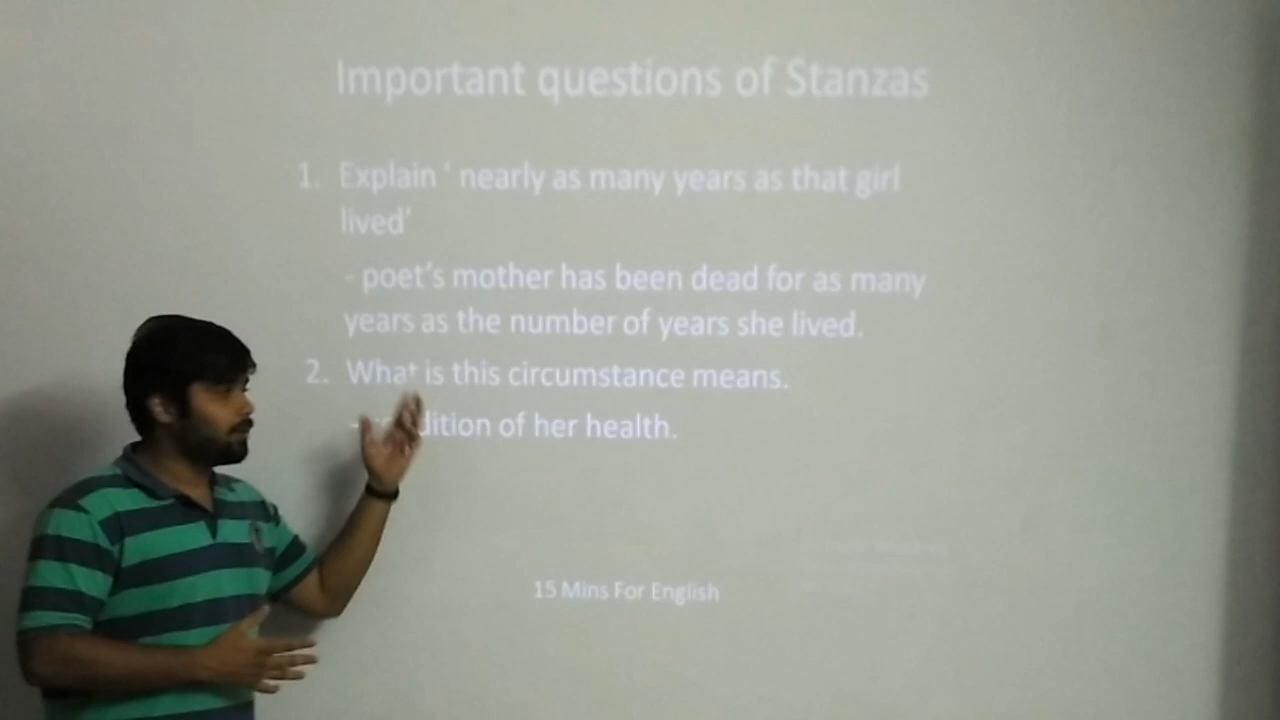 Important questions of Stanzas
1. Explain ‘ nearly as many years as that girl
lived’
- poet’s mother has been dead for as many
years as the number of years she lived.
2. What is this circumstance means.
- of her health.
15 Mins For English